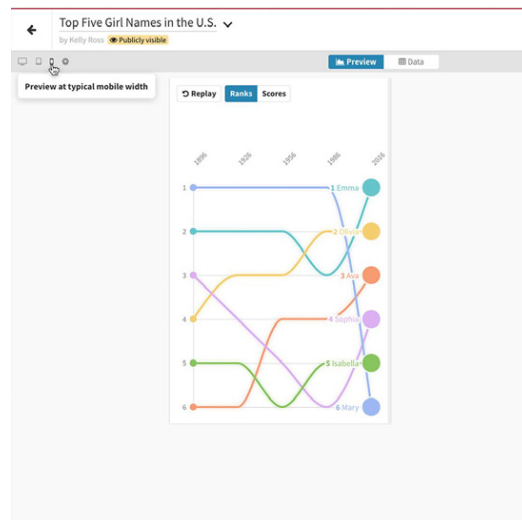 Top Five Girl Names in the U.S.
by Kelly Ross Publicly visible
Preview Data
Preview at typical mobile width
Replay Ranks Scores
1896 1926 1956 1986 2016
1 1 Emma
2 2 Olivia
3 3 Ava
4 4 Sophia
5 5 Isabella
6 6 Mary